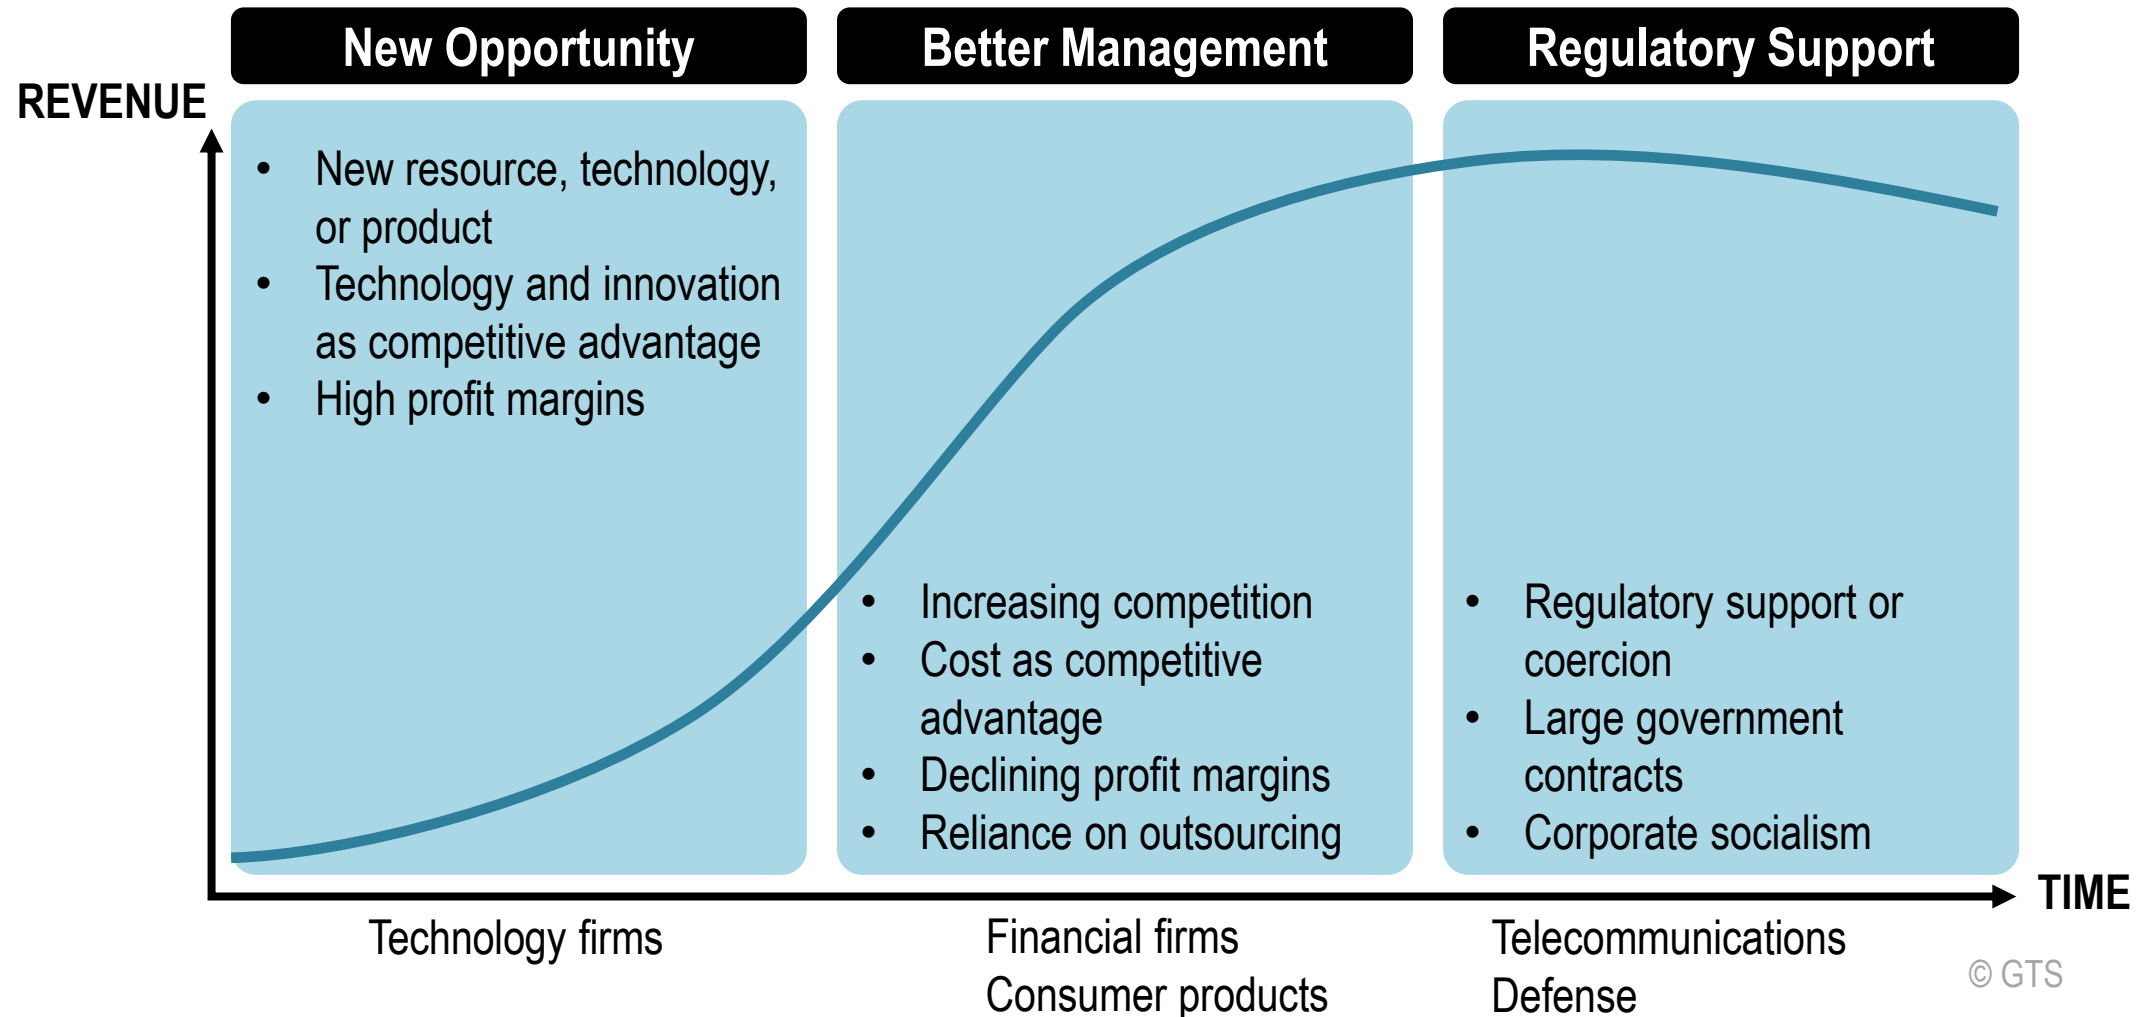 New Opportunity
Better Management
Regulatory Support
REVENUE
• New resource, technology,
or product
• Technology and innovation
as competitive advantage
• High profit margins
• Increasing competition
• Cost as competitive
advantage
• Declining profit margins
• Reliance on outsourcing
• Regulatory support or
coercion
• Large government
contracts
• Corporate socialism
TIME
Technology firms
Financial firms
Consumer products
Telecommunications
Defense
© GTS